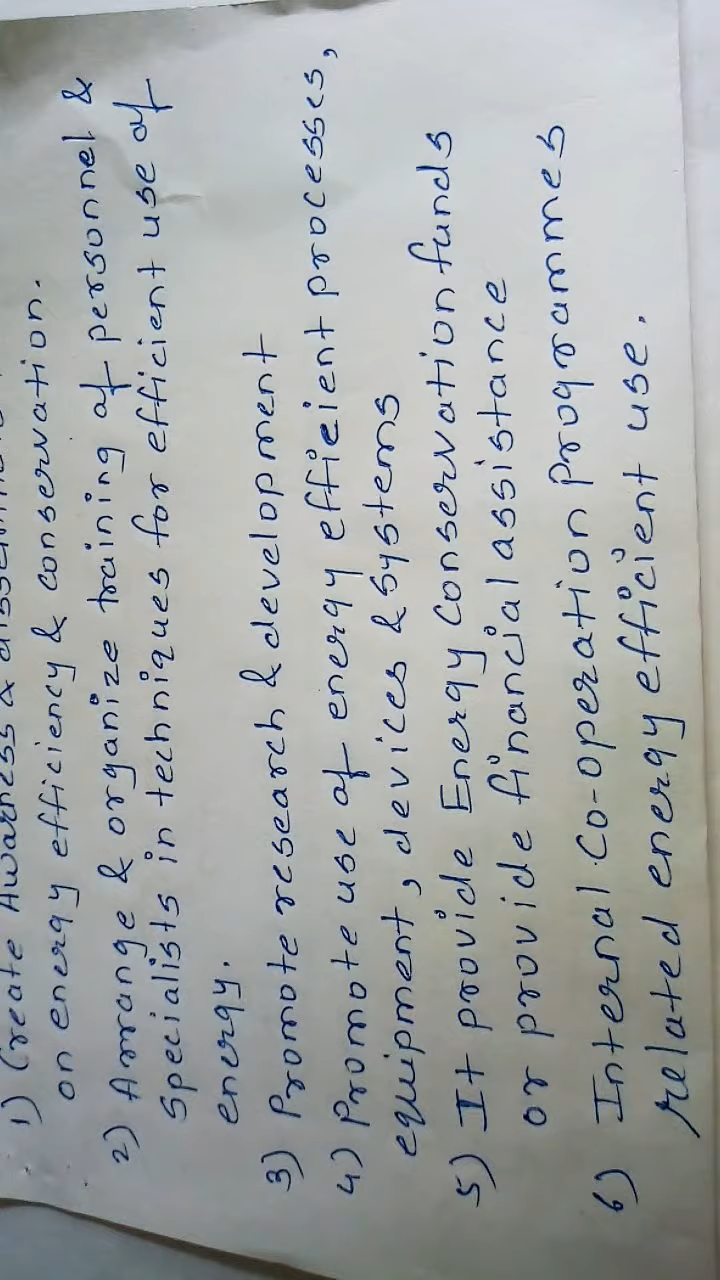 1) Create Awarness &
on energy efficiency & conservation.
2) Arrange & organize training of personnel &
specialists in techniques for efficient use of
energy.
3) Promote research & development
4) Promote use of energy efficient processes,
equipment, devices & systems
5) It provide Energy Conservation funds
or provide financial assistance
6) Internal Co-operation programmes
related energy efficient use.